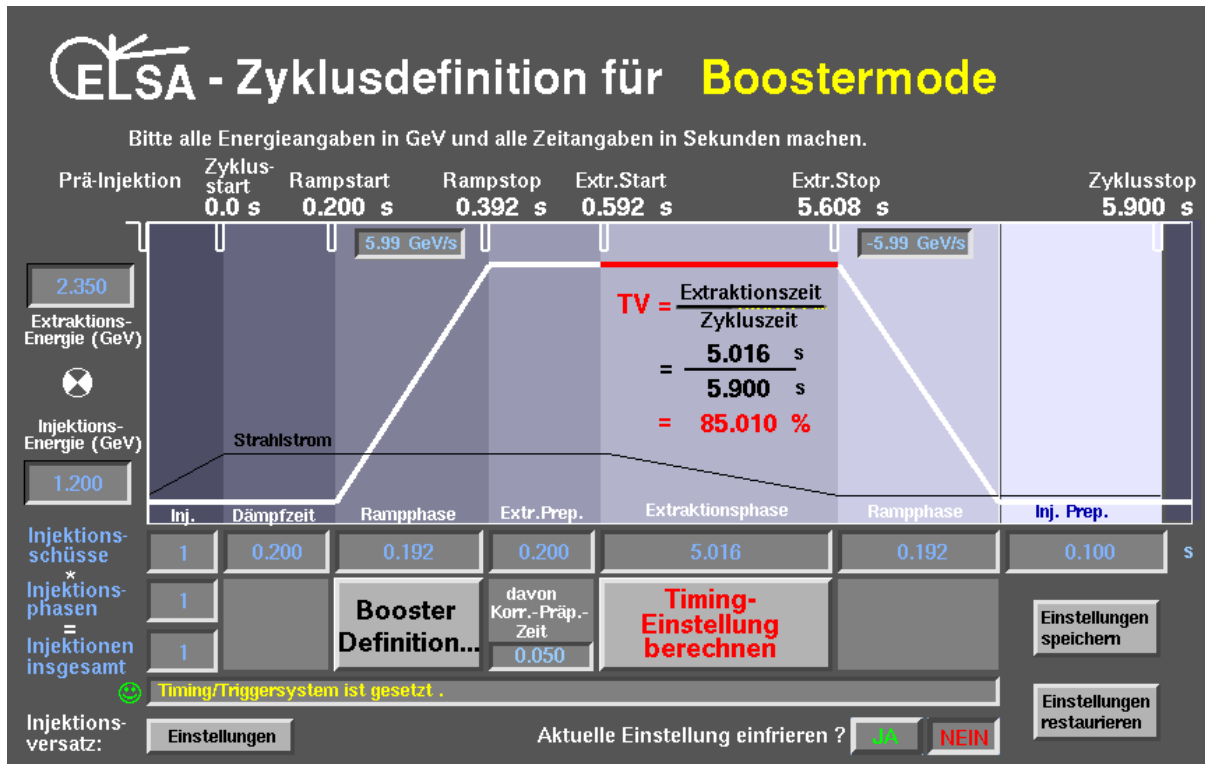 ELSA - Zyklusdefinition für Boostermode
Bitte alle Energieangaben in GeV und alle Zeitangaben in Sekunden machen.
Prä-Injektion
Zyklus-
start
0.0 s
Rampstart
0.200 s
Rampstop
0.392 s
Extr.Start
0.592 s
Extr.Stop
5.608 s
Zyklusstop
5.900 s
5.99 GeV/s
-5.99 GeV/s
2.350
Extraktions-
Energie (GeV)
Injektions-
Energie (GeV)
1.200
TV = Extraktionszeit
Zykluszeit
= 5.016 s
5.900 s
= 85.010 %
Strahlstrom
Inj. Dämpfzeit Rampphase Extr.Prep. Extraktionsphase Rampphase Inj. Prep.
Injektions-
schüsse
1 0.200 0.192 0.200 5.016 0.192 0.100 s
*
Injektions-
phasen
1
=
Injektionen
insgesamt
1
Booster
Definition...
davon
Korr.-Präp.-
Zeit
0.050
Timing-
Einstellung
berechnen
Einstellungen
speichern
Timing/Triggersystem ist gesetzt .
Einstellungen
restaurieren
Injektions-
versatz:
Einstellungen
Aktuelle Einstellung einfrieren ? JA NEIN